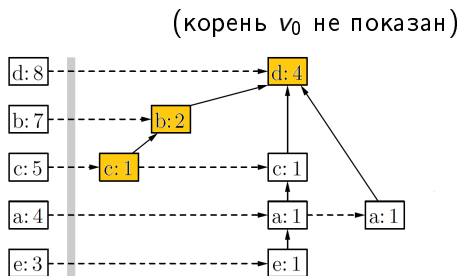 (корень v₀ не показан)
d: 8 d: 4
b: 7 b: 2
c: 5 c: 1 c: 1
a: 4 a: 1 a: 1
e: 3 e: 1